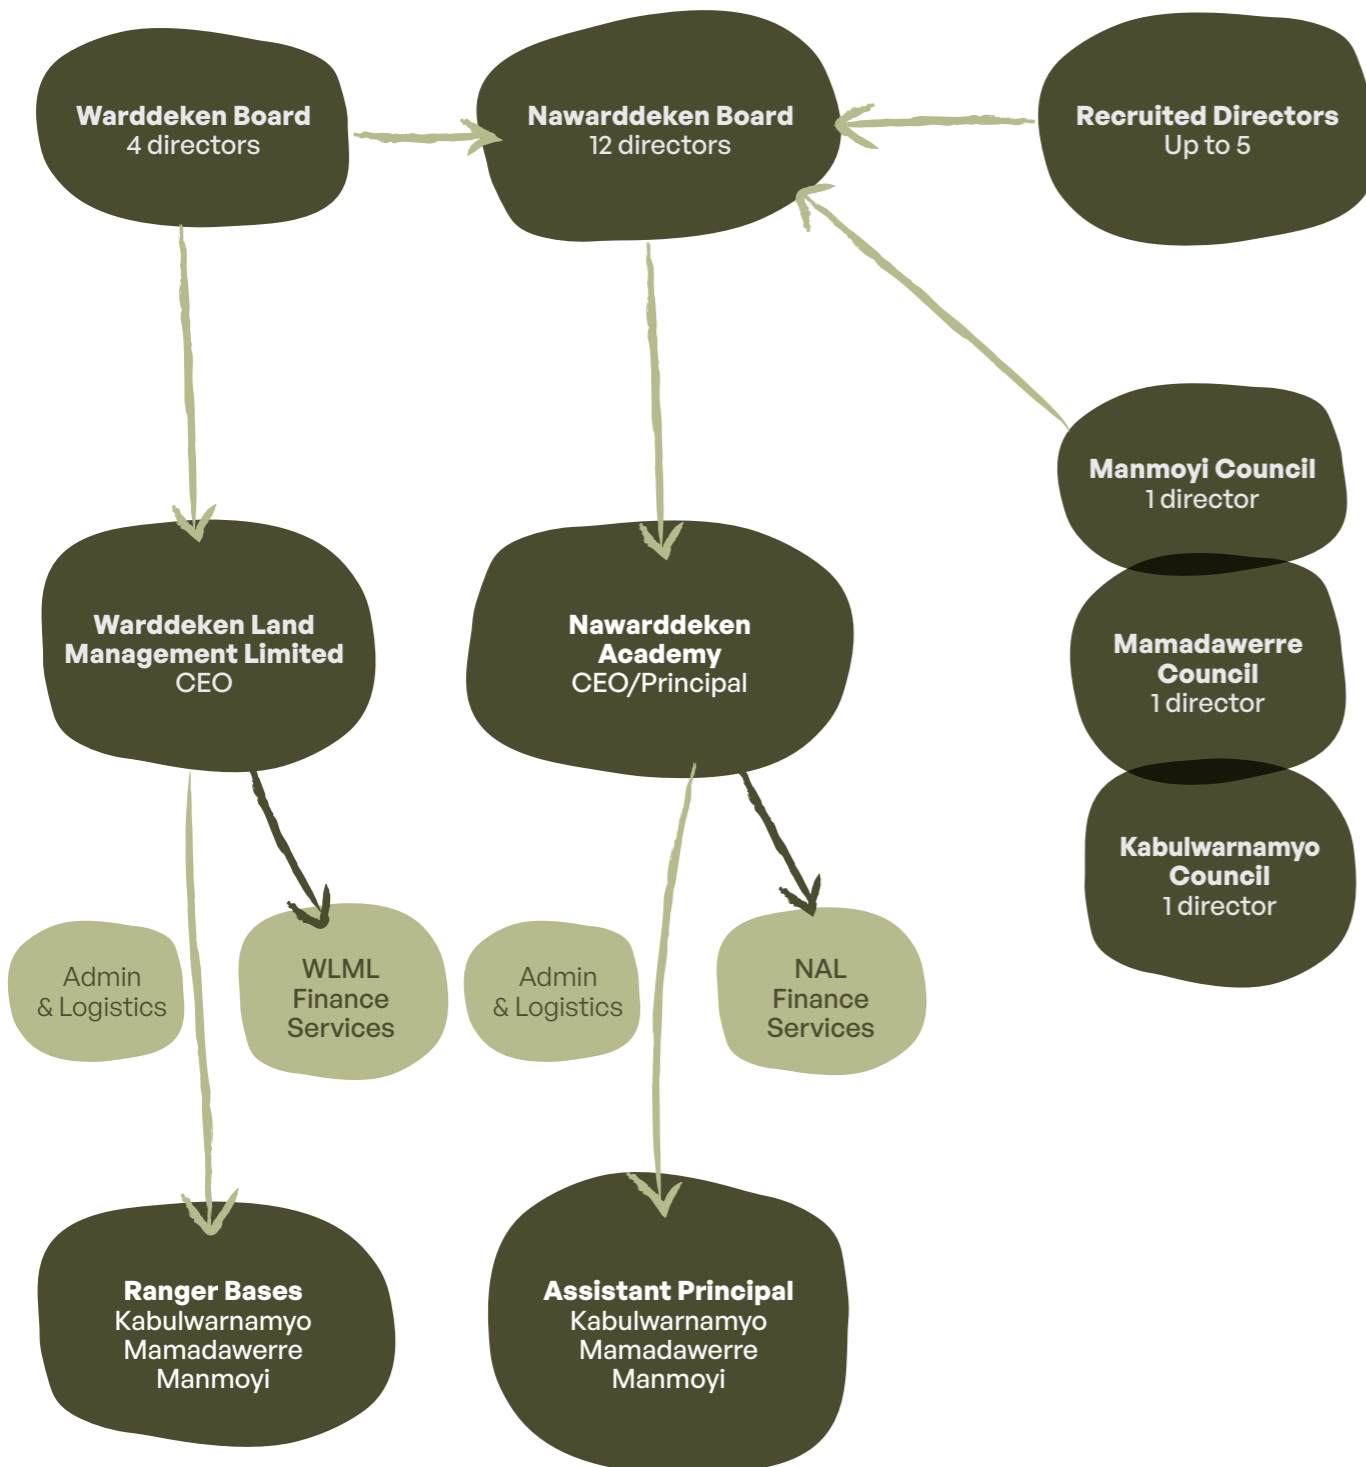 Warddeken Board
4 directors
Nawarddeken Board
12 directors
Recruited Directors
Up to 5
Manmoyi Council
1 director
Warddeken Land
Management Limited
CEO
Nawarddeken
Academy
CEO/Principal
Mamadawerre
Council
1 director
Kabulwarnamyo
Council
1 director
Admin
& Logistics
WLML
Finance
Services
Admin
& Logistics
NAL
Finance
Services
Ranger Bases
Kabulwarnamyo
Mamadawerre
Manmoyi
Assistant Principal
Kabulwarnamyo
Mamadawerre
Manmoyi